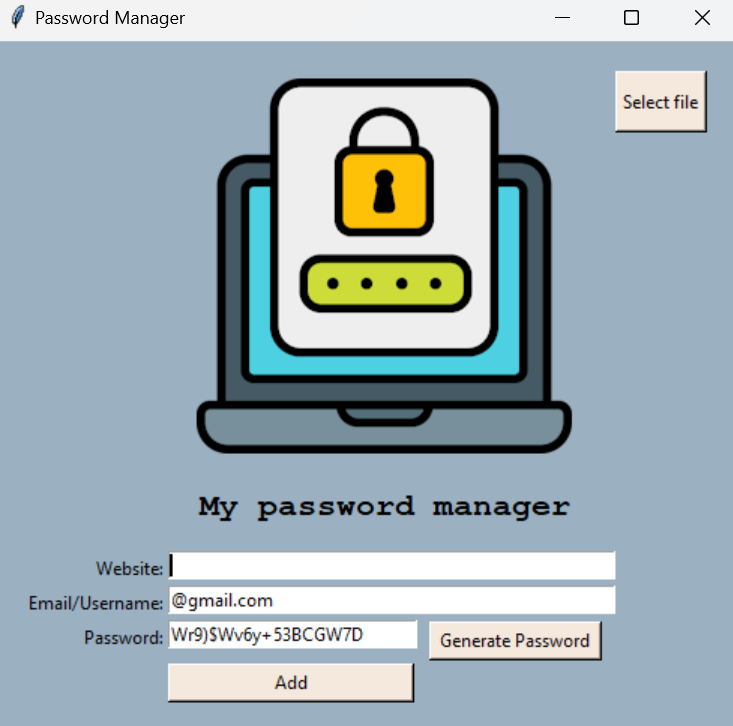 Password Manager
Select file
My password manager
Website:
Email/Username: @gmail.com
Password: Wr9)$Wv6y+53BCGW7D Generate Password
Add